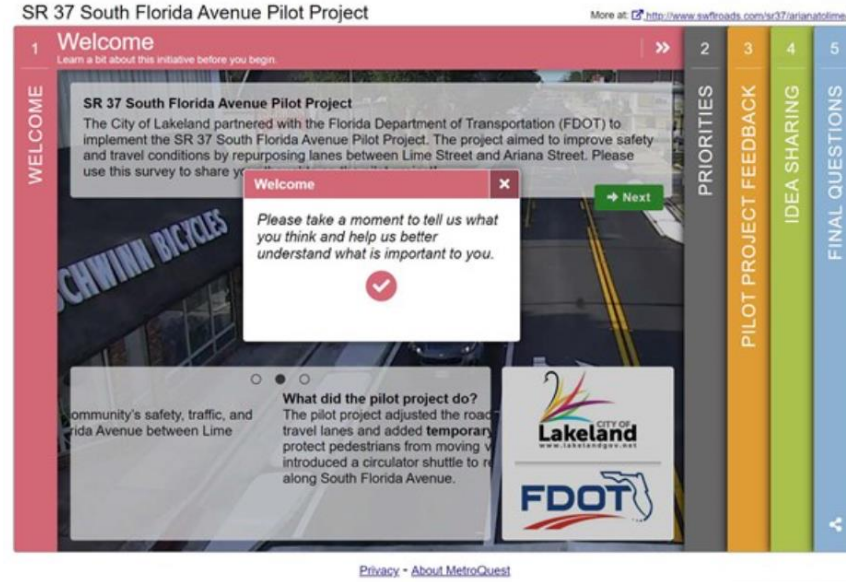 SR 37 South Florida Avenue Pilot Project
More at: http://www.swflroads.com/sr37/arianatolime
1
Welcome
Learn a bit about this initiative before you begin.
WELCOME
SR 37 South Florida Avenue Pilot Project
The City of Lakeland partnered with the Florida Department of Transportation (FDOT) to
implement the SR 37 South Florida Avenue Pilot Project. The project aimed to improve safety
and travel conditions by repurposing lanes between Lime Street and Ariana Street. Please
use this survey to share
Next
Welcome
Please take a moment to tell us what
you think and help us better
understand what is important to you.
SCHWINN BICYCLES
ommunity's safety, traffic, and
rida Avenue between Lime
What did the pilot project do?
The pilot project adjusted the road
travel lanes and added temporary
protect pedestrians from moving v
introduced a circulator shuttle to re
along South Florida Avenue.
CITY OF
Lakeland
www.lakelandgov.net
FDOT
2
PRIORITIES
3
PILOT PROJECT FEEDBACK
4
IDEA SHARING
5
FINAL QUESTIONS
Privacy - About MetroQuest